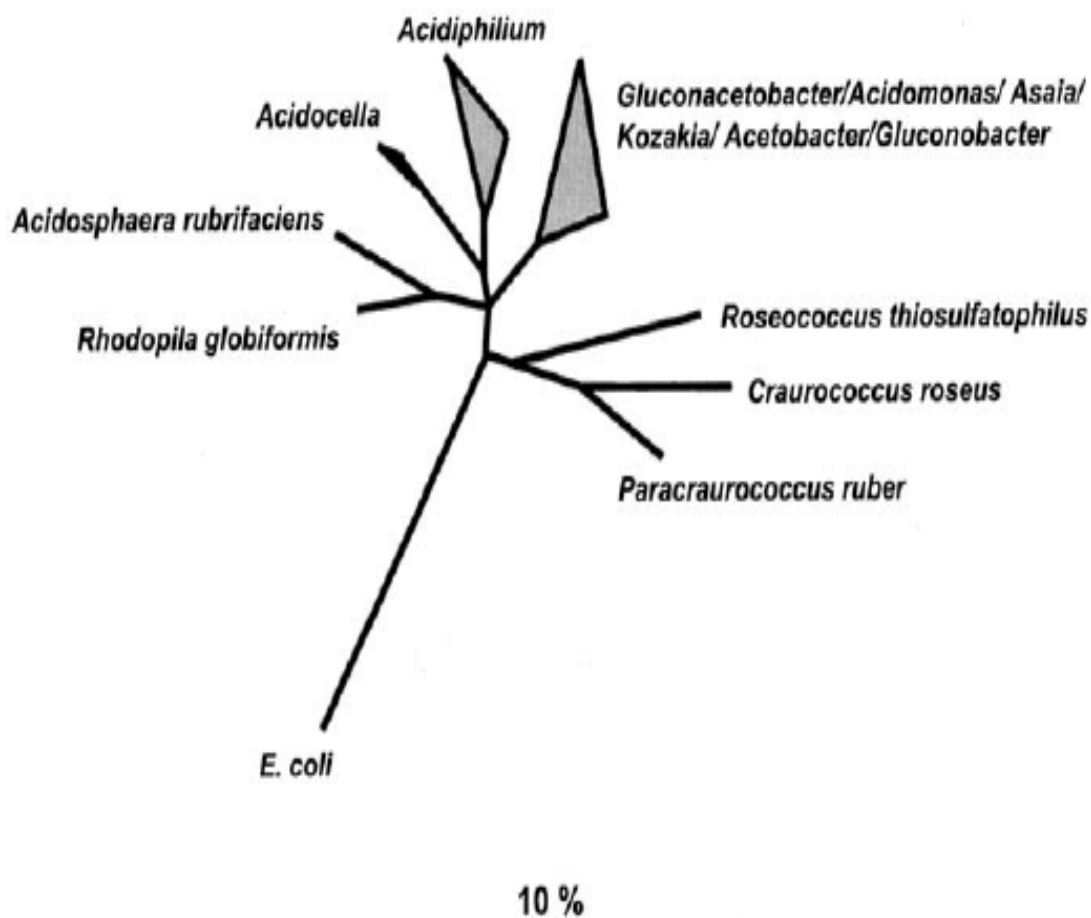 Acidiphilium
Gluconacetobacter/Acidomonas/ Asaia/
Kozakia/ Acetobacter/Gluconobacter
Acidocella
Acidosphaera rubrifaciens
Rhodopila globiformis
Roseococcus thiosulfatophilus
Craurococcus roseus
Paracraurococcus ruber
E. coli
10 %